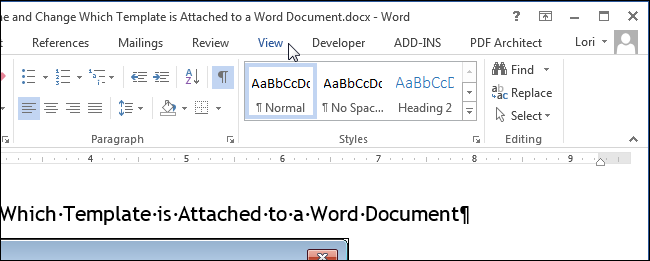 ne and Change Which Template is Attached to a Word Document.docx - Word
References Mailings Review View Developer ADD-INS PDF Architect Lori
AaBbCcDc AaBbCcDc AaBbCcD
¶ Normal ¶ No Spac... Heading 2
Find
Replace
Select
Paragraph Styles Editing
4 5 6 7 8 9
Which·Template·is·Attached·to·a·Word·Document¶